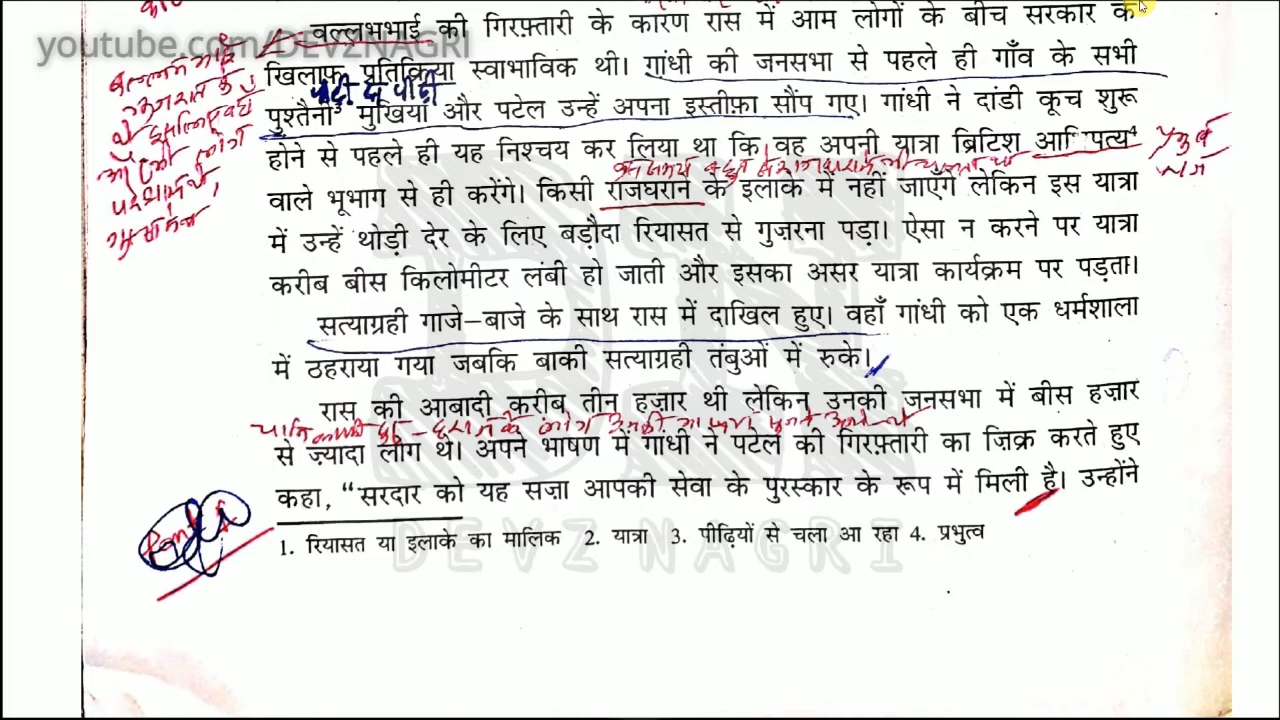 youtube.com/DEVZNAGRI
वल्लभभाई की गिरफ़्तारी के कारण रास में आम लोगों के बीच सरकार के
खिलाफ़ प्रतिक्रिया स्वाभाविक थी। गांधी की जनसभा से पहले ही गाँव के सभी
पीढ़ी दर पीढ़ी
पुश्तैनी³ मुखिया और पटेल उन्हें अपना इस्तीफ़ा सौंप गए। गांधी ने दांडी कूच शुरू
होने से पहले ही यह निश्चय कर लिया था कि वह अपनी यात्रा ब्रिटिश आ पत्य⁴
वाले भूभाग से ही करेंगे। किसी राजघराने के इलाके में नहीं जाएँगे लेकिन इस यात्रा
में उन्हें थोड़ी देर के लिए बड़ौदा रियासत से गुज़रना पड़ा। ऐसा न करने पर यात्रा
करीब बीस किलोमीटर लंबी हो जाती और इसका असर यात्रा कार्यक्रम पर पड़ता।
सत्याग्रही गाजे–बाजे के साथ रास में दाखिल हुए। वहाँ गांधी को एक धर्मशाला
में ठहराया गया जबकि बाकी सत्याग्रही तंबुओं में रुके।
रास की आबादी करीब तीन हज़ार थी लेकिन उनकी जनसभा में बीस हज़ार
से ज़्यादा लोग थे। अपने भाषण में गांधी ने पटेल की गिरफ़्तारी का ज़िक्र करते हुए
कहा, “सरदार को यह सज़ा आपकी सेवा के पुरस्कार के रूप में मिली है। उन्होंने
1. रियासत या इलाके का मालिक 2. यात्रा 3. पीढ़ियों से चला आ रहा 4. प्रभुत्व
DEVZ NAGRI